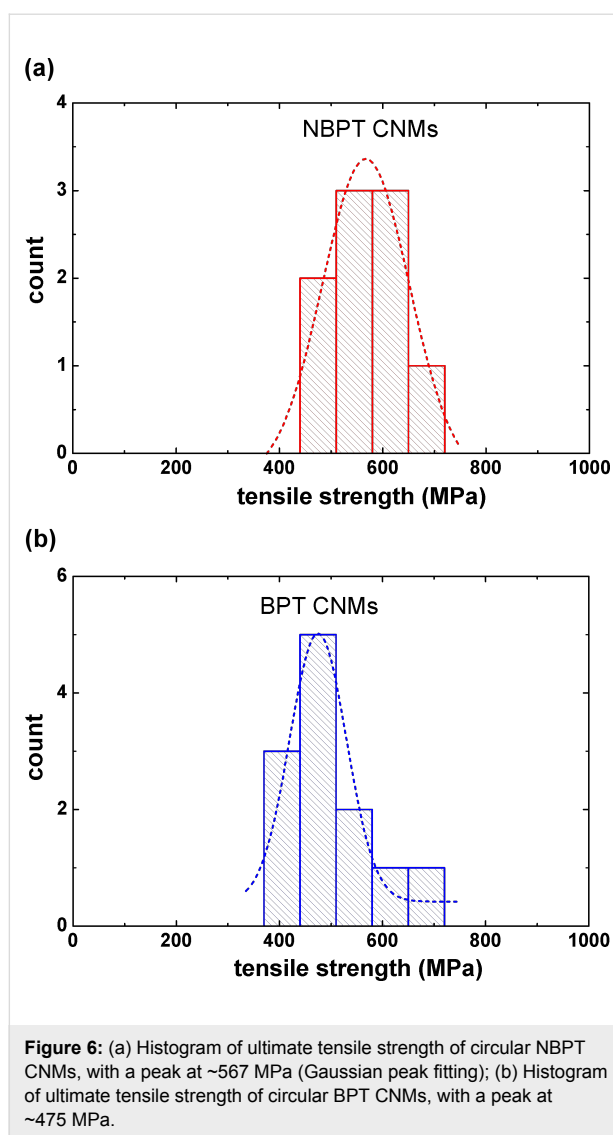 (a)
4
3
2
1
0
count
NBPT CNMs
0 200 400 600 800 1000
tensile strength (MPa)
(b)
6
4
2
0
count
BPT CNMs
0 200 400 600 800 1000
tensile strength (MPa)
Figure 6: (a) Histogram of ultimate tensile strength of circular NBPT
CNMs, with a peak at ~567 MPa (Gaussian peak fitting); (b) Histogram
of ultimate tensile strength of circular BPT CNMs, with a peak at
~475 MPa.